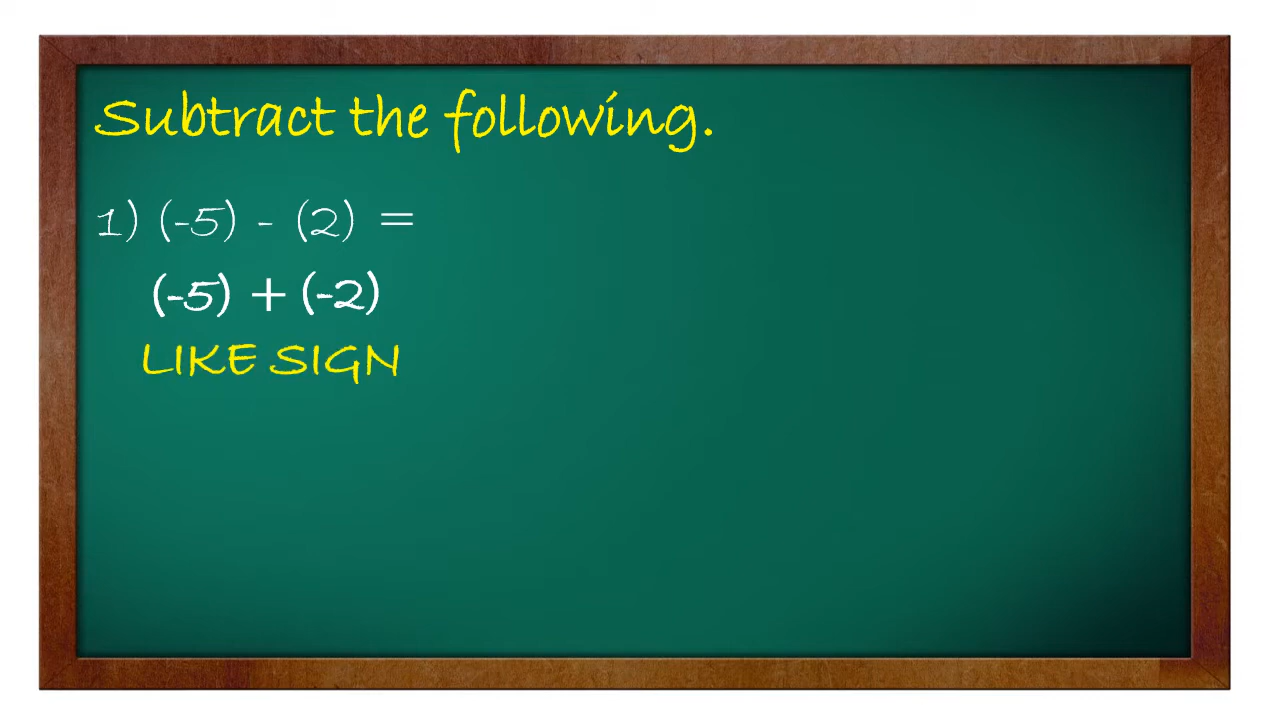 Subtract the following.
1) (-5) - (2) =
(-5) + (-2)
LIKE SIGN